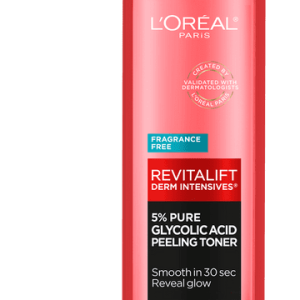 L'ORÉAL
PARIS
CREATED BY
L'ORÉAL PARIS
VALIDATED WITH
DERMATOLOGISTS
FRAGRANCE
FREE
REVITALIFT
DERM INTENSIVES®
5% PURE
GLYCOLIC ACID
PEELING TONER
Smooth in 30 sec
Reveal glow